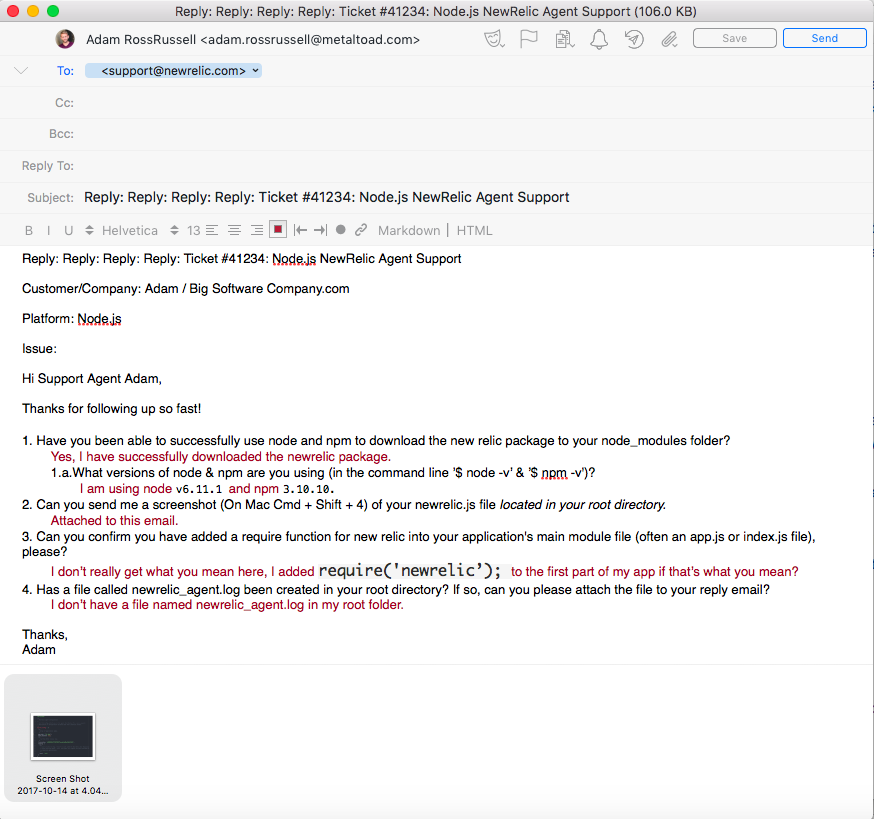 Reply: Reply: Reply: Reply: Ticket #41234: Node.js NewRelic Agent Support (106.0 KB)
Adam RossRussell <adam.rossrussell@metaltoad.com>
Save
Send
To: <support@newrelic.com>
Cc:
Bcc:
Reply To:
Subject: Reply: Reply: Reply: Reply: Ticket #41234: Node.js NewRelic Agent Support
B I U Helvetica 13 Markdown | HTML
Reply: Reply: Reply: Reply: Ticket #41234: Node.js NewRelic Agent Support
Customer/Company: Adam / Big Software Company.com
Platform: Node.js
Issue:
Hi Support Agent Adam,
Thanks for following up so fast!
1. Have you been able to successfully use node and npm to download the new relic package to your node_modules folder?
Yes, I have successfully downloaded the newrelic package.
1.a.What versions of node & npm are you using (in the command line '$ node -v' & '$ npm -v')?
I am using node v6.11.1 and npm 3.10.10.
2. Can you send me a screenshot (On Mac Cmd + Shift + 4) of your newrelic.js file located in your root directory.
Attached to this email.
3. Can you confirm you have added a require function for new relic into your application's main module file (often an app.js or index.js file),
please?
I don't really get what you mean here, I added require('newrelic’); to the first part of my app if that's what you mean?
4. Has a file called newrelic_agent.log been created in your root directory? If so, can you please attach the file to your reply email?
I don't have a file named newrelic_agent.log in my root folder.
Thanks,
Adam
Screen Shot
2017-10-14 at 4.04...